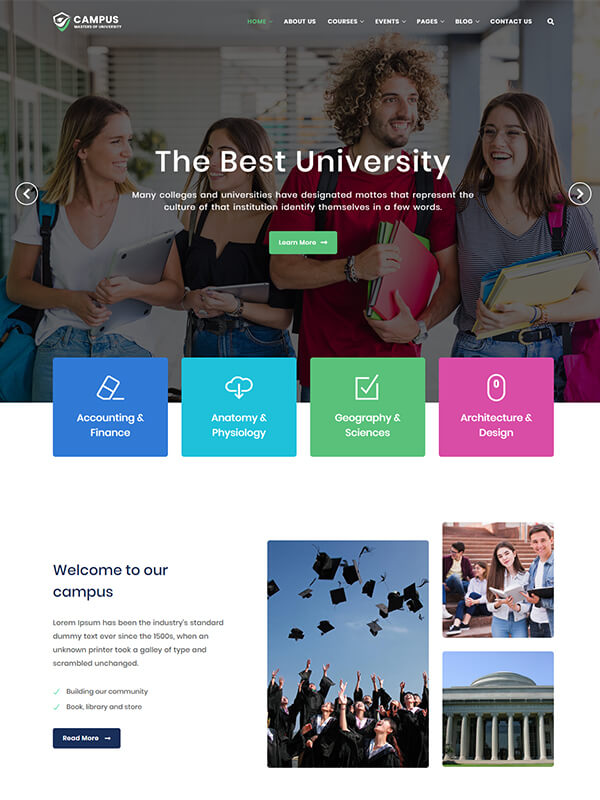 CAMPUS
MASTERS OF UNIVERSITY
HOME ABOUT US COURSES EVENTS PAGES BLOG CONTACT US
The Best University
Many colleges and universities have designated mottos that represent the
culture of that institution identify themselves in a few words.
Learn More
Accounting &
Finance
Anatomy &
Physiology
Geography &
Sciences
Architecture &
Design
Welcome to our
campus
Lorem Ipsum has been the industry's standard
dummy text ever since the 1500s, when an
unknown printer took a galley of type and
scrambled unchanged.
Building our community
Book, library and store
Read More